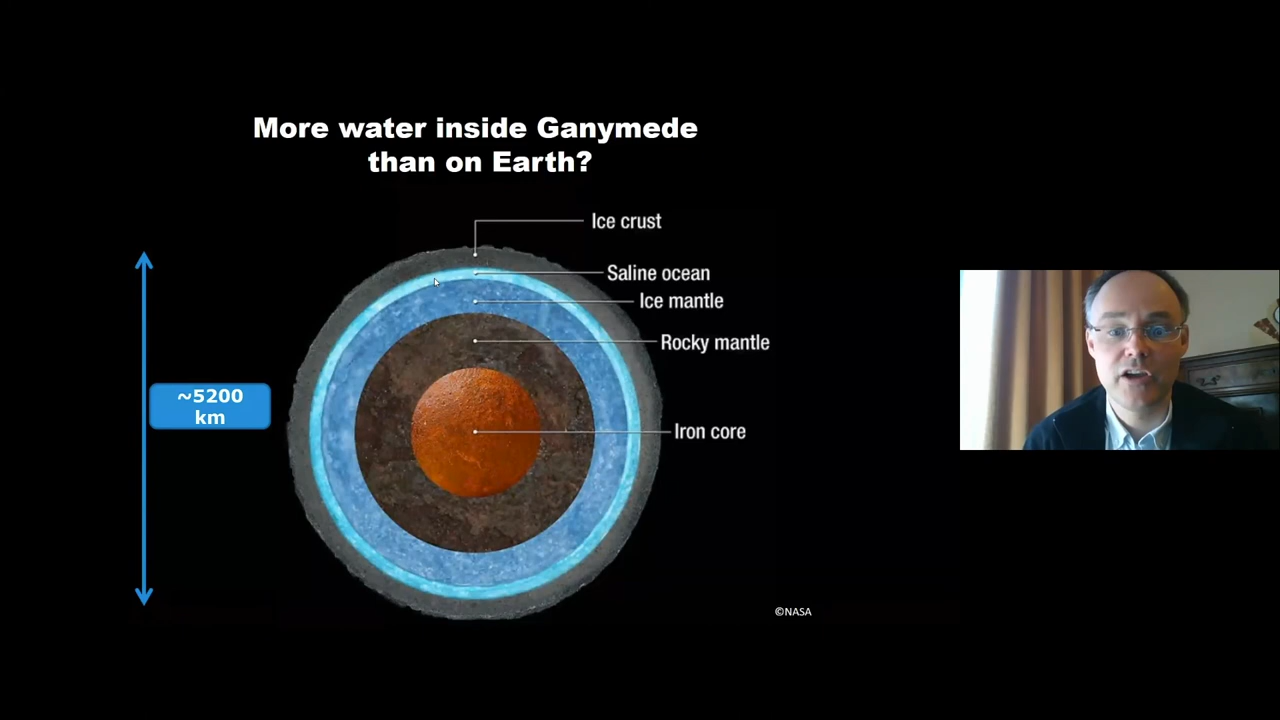 More water inside Ganymede
than on Earth?
Ice crust
Saline ocean
Ice mantle
Rocky mantle
~5200
km
Iron core
©NASA